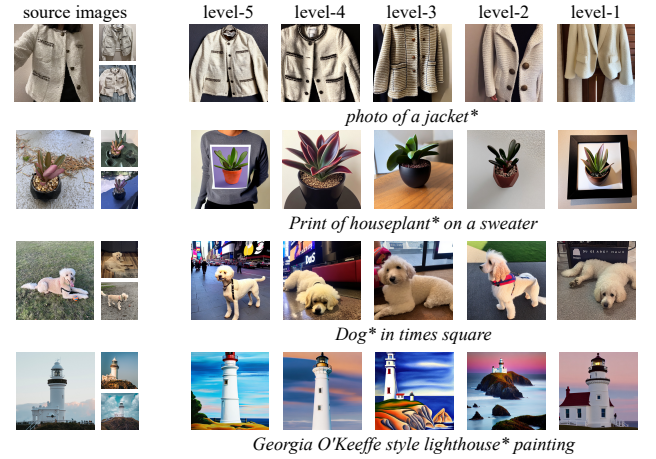 source images level-5 level-4 level-3 level-2 level-1
photo of a jacket*
Print of houseplant* on a sweater
Dog* in times square
Georgia O'Keeffe style lighthouse* painting